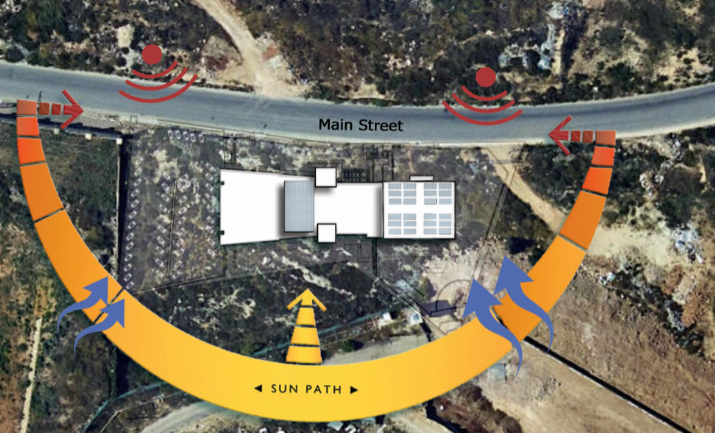 Main Street
◄ SUN PATH ►